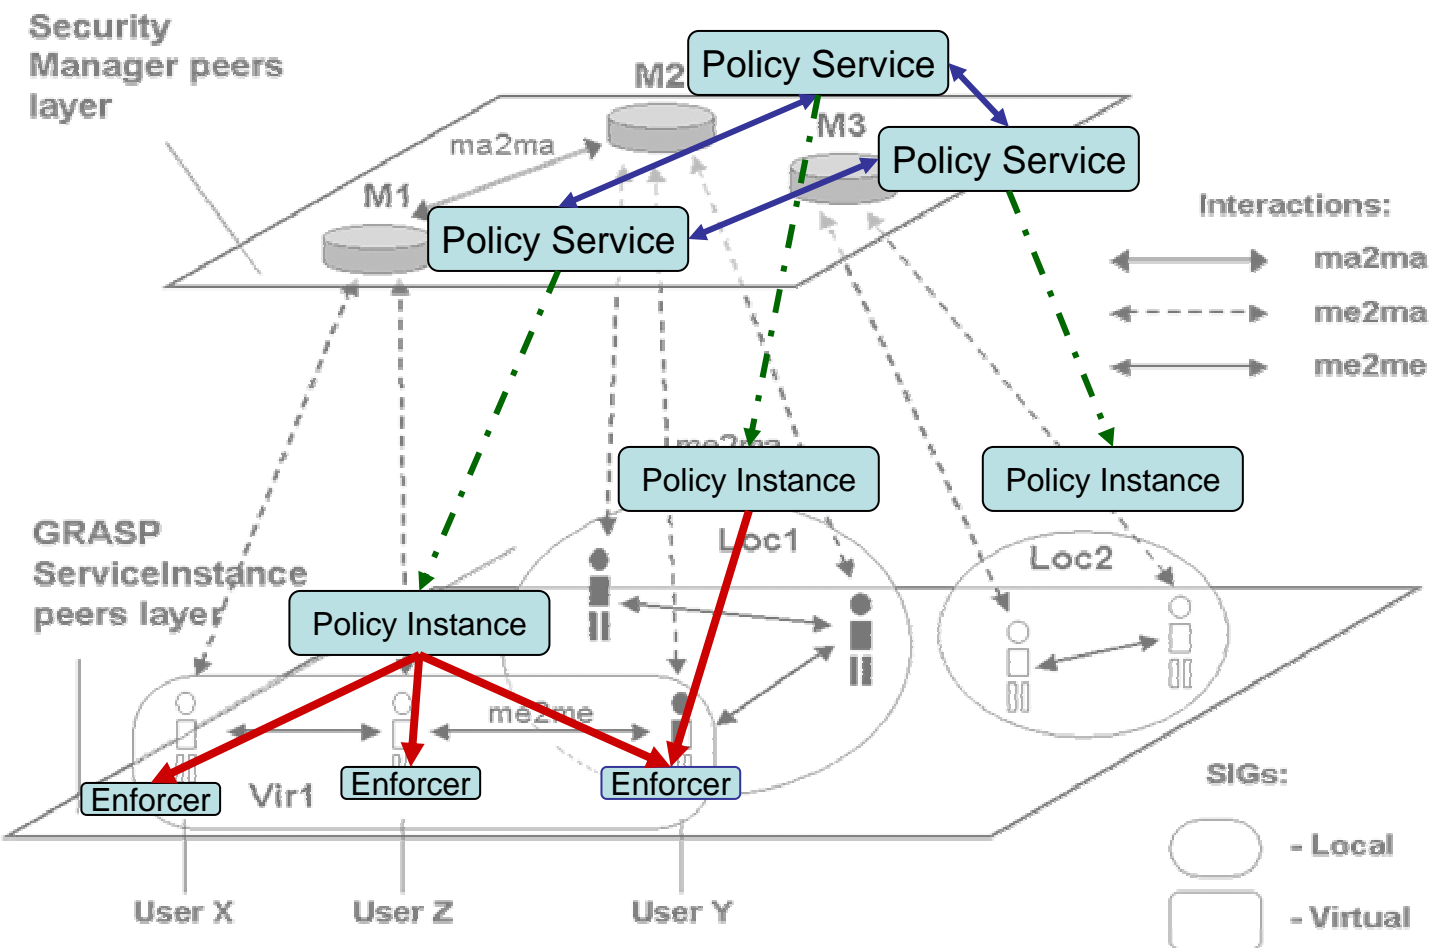 Security
Manager peers
layer
M2
Policy Service
M3
ma2ma
Policy Service
M1
Policy Service
Interactions:
ma2ma
me2ma
me2me
me2ma
Policy Instance
Policy Instance
GRASP
ServiceInstance
peers layer
Loc1
Loc2
Policy Instance
me2me
Enforcer
Enforcer
Enforcer
Vir1
SIGs:
- Local
- Virtual
User X
User Z
User Y